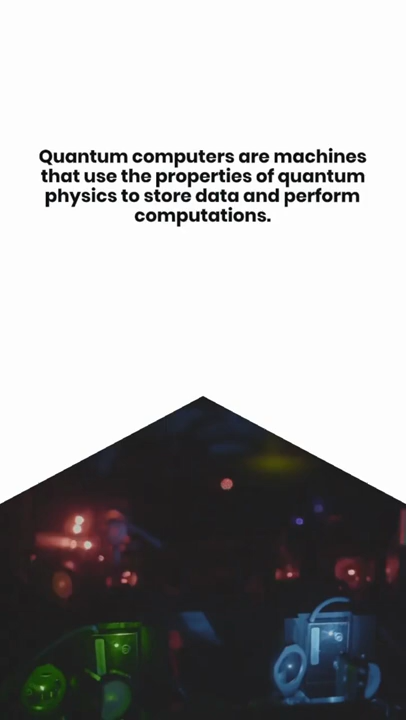 Quantum computers are machines
that use the properties of quantum
physics to store data and perform
computations.